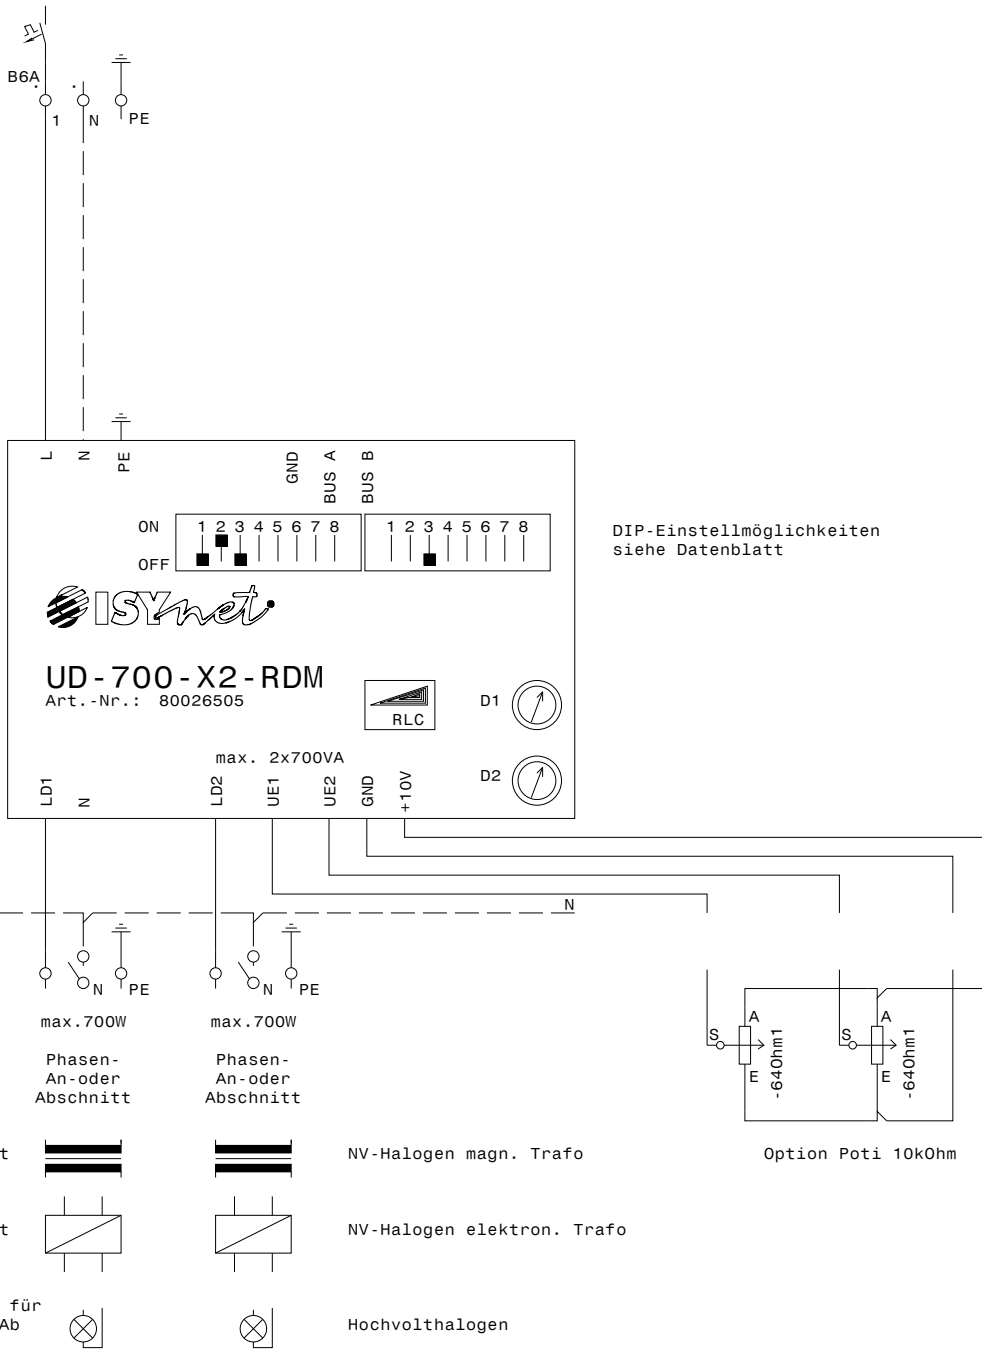 B6A
1
N
PE
L
N
PE
GND
BUS A
BUS B
ON
1 2 3 4 5 6 7 8
1 2 3 4 5 6 7 8
OFF
DIP-Einstellmöglichkeiten
siehe Datenblatt
ISYnet
UD-700-X2-RDM
Art.-Nr.: 80026505
RLC
D1
max. 2x700VA
D2
LD1
N
LD2
UE1
UE2
GND
+10V
N
N
PE
N
PE
max.700W
max.700W
Phasen-
An-oder
Abschnitt
Phasen-
An-oder
Abschnitt
S
A
E
-64Ohm1
S
A
E
-64Ohm1
Option Poti 10kOhm
t
NV-Halogen magn. Trafo
t
NV-Halogen elektron. Trafo
für
Ab
Hochvolthalogen